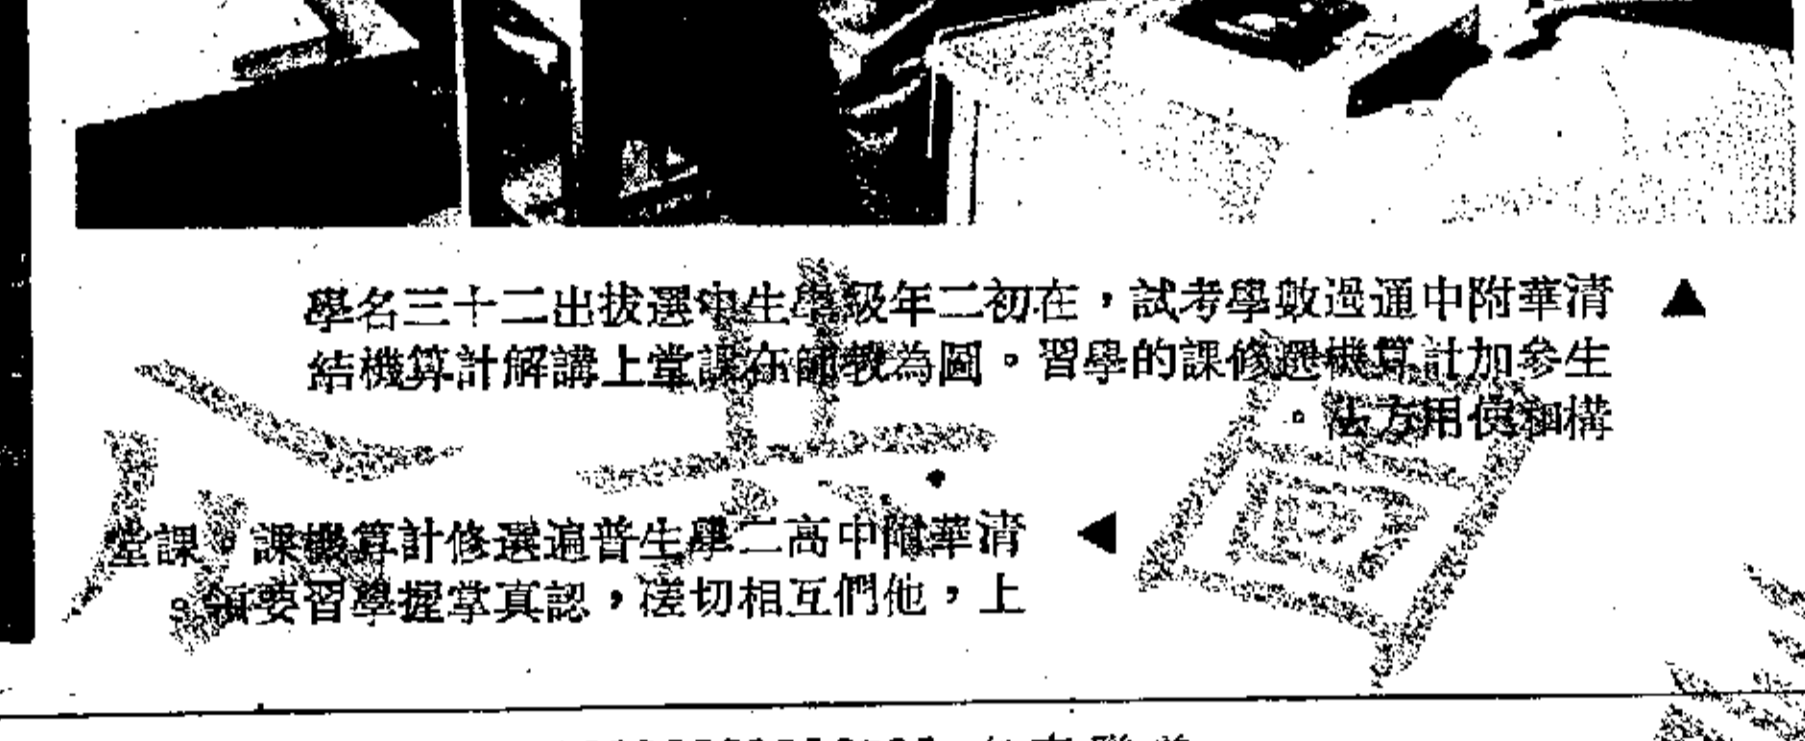 ▲清華附中通過數學考試，在初二年級學生中選拔出二十三名學
生參加計算機選修課的學習。圖為教師在課堂上講解計算機結
構和使用方法。
◀清華附中高二學生普遍選修計算機課。課堂
上，他們互相切磋，認真掌握學習要領。